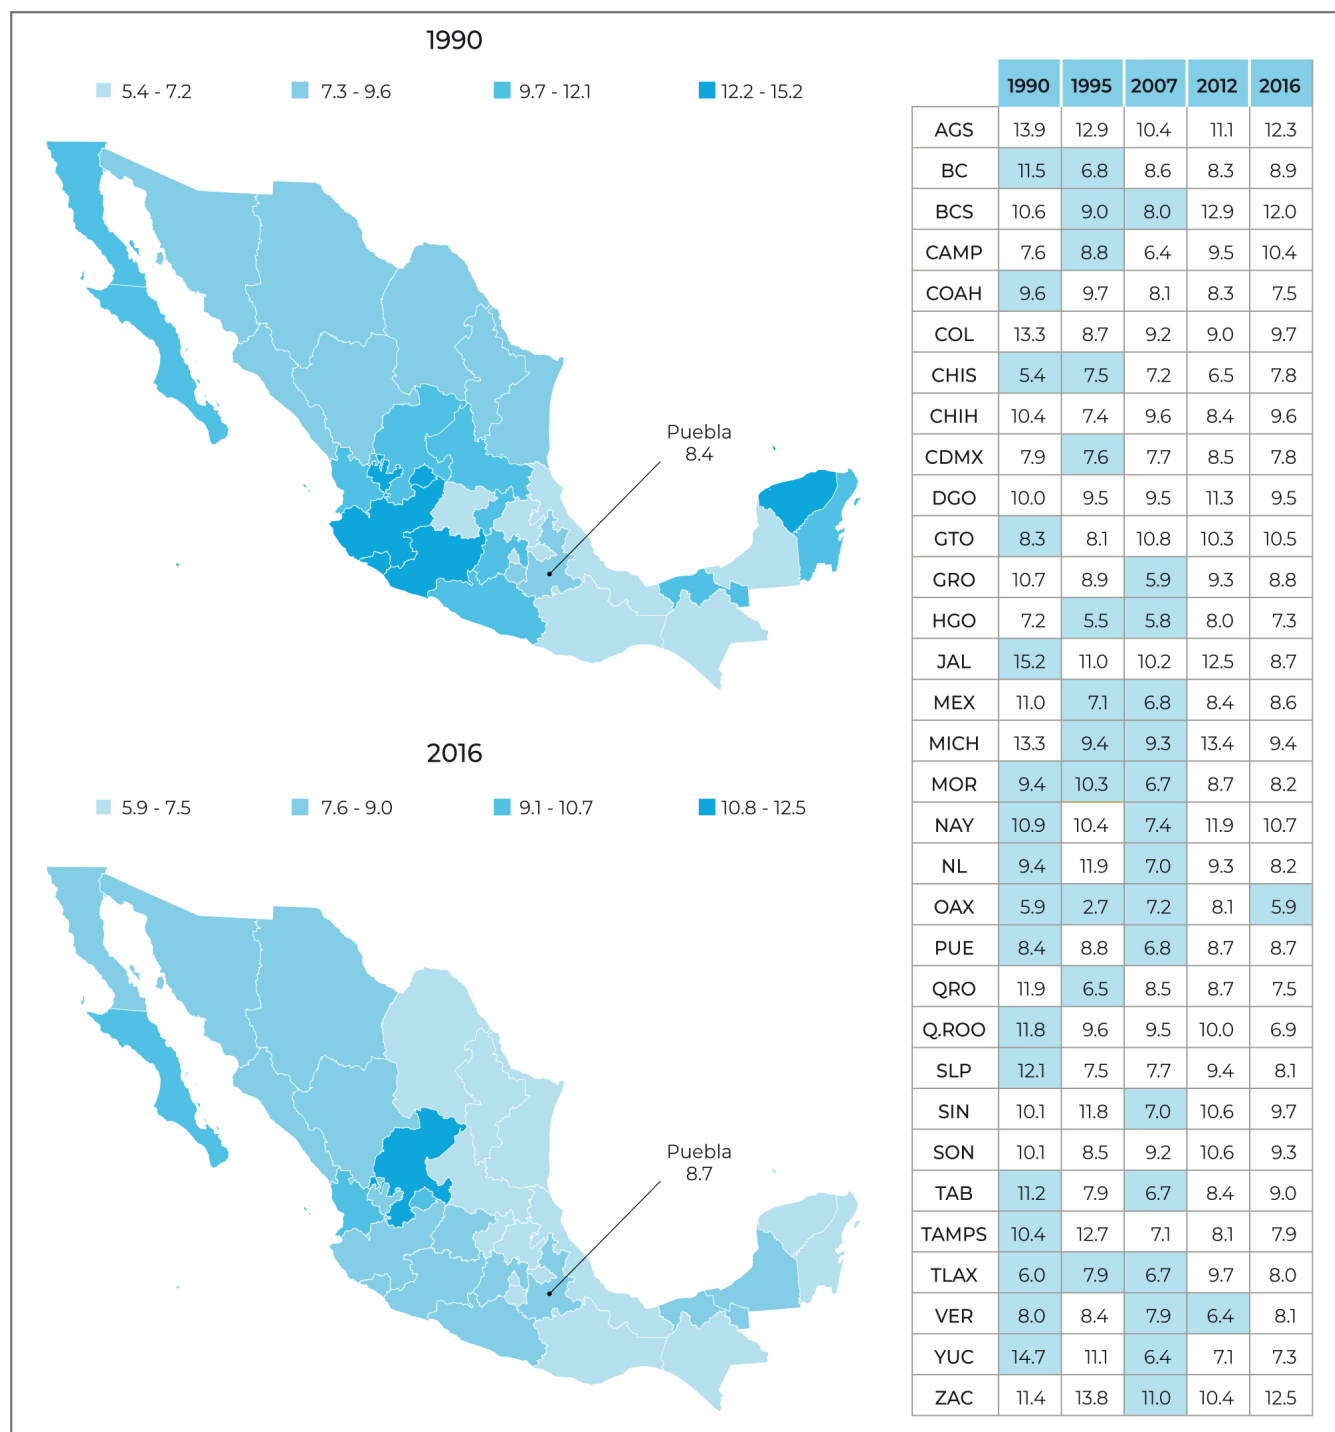 1990
5.4 - 7.2 7.3 - 9.6 9.7 - 12.1 12.2 - 15.2
Puebla
8.4
2016
5.9 - 7.5 7.6 - 9.0 9.1 - 10.7 10.8 - 12.5
Puebla
8.7
1990 1995 2007 2012 2016
AGS 13.9 12.9 10.4 11.1 12.3
BC 11.5 6.8 8.6 8.3 8.9
BCS 10.6 9.0 8.0 12.9 12.0
CAMP 7.6 8.8 6.4 9.5 10.4
COAH 9.6 9.7 8.1 8.3 7.5
COL 13.3 8.7 9.2 9.0 9.7
CHIS 5.4 7.5 7.2 6.5 7.8
CHIH 10.4 7.4 9.6 8.4 9.6
CDMX 7.9 7.6 7.7 8.5 7.8
DGO 10.0 9.5 9.5 11.3 9.5
GTO 8.3 8.1 10.8 10.3 10.5
GRO 10.7 8.9 5.9 9.3 8.8
HGO 7.2 5.5 5.8 8.0 7.3
JAL 15.2 11.0 10.2 12.5 8.7
MEX 11.0 7.1 6.8 8.4 8.6
MICH 13.3 9.4 9.3 13.4 9.4
MOR 9.4 10.3 6.7 8.7 8.2
NAY 10.9 10.4 7.4 11.9 10.7
NL 9.4 11.9 7.0 9.3 8.2
OAX 5.9 2.7 7.2 8.1 5.9
PUE 8.4 8.8 6.8 8.7 8.7
QRO 11.9 6.5 8.5 8.7 7.5
Q.ROO 11.8 9.6 9.5 10.0 6.9
SLP 12.1 7.5 7.7 9.4 8.1
SIN 10.1 11.8 7.0 10.6 9.7
SON 10.1 8.5 9.2 10.6 9.3
TAB 11.2 7.9 6.7 8.4 9.0
TAMPS 10.4 12.7 7.1 8.1 7.9
TLAX 6.0 7.9 6.7 9.7 8.0
VER 8.0 8.4 7.9 6.4 8.1
YUC 14.7 11.1 6.4 7.1 7.3
ZAC 11.4 13.8 11.0 10.4 12.5